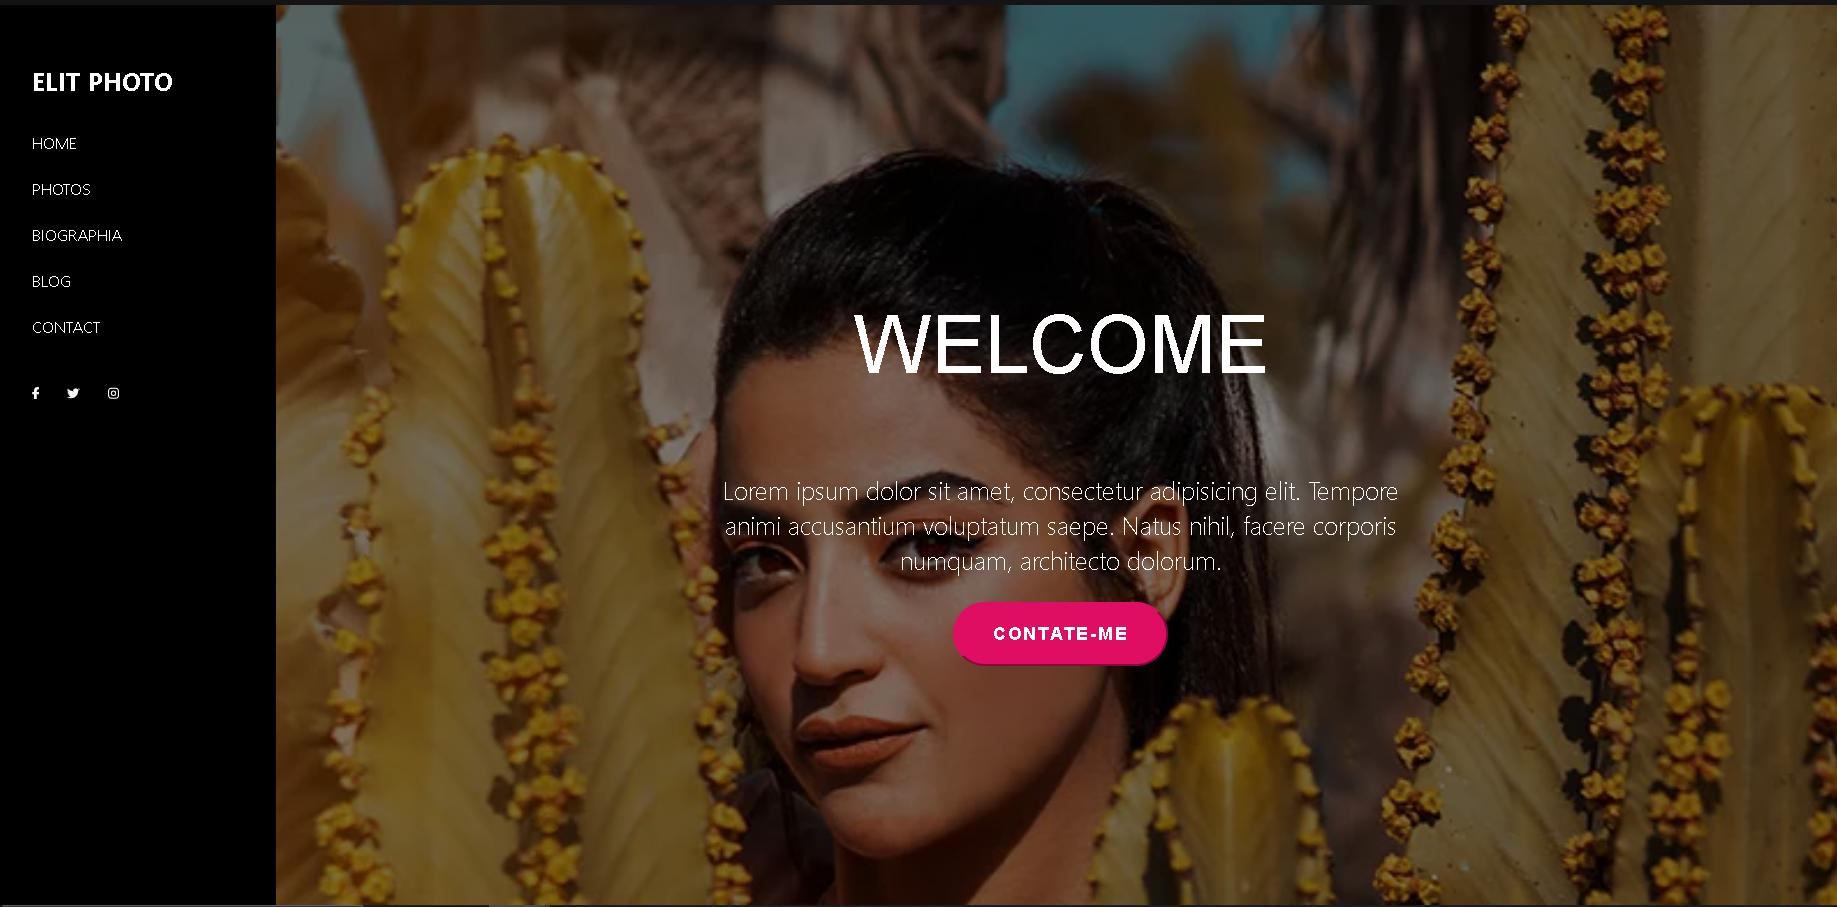 ELIT PHOTO
HOME
PHOTOS
BIOGRAPHIA
BLOG
CONTACT
WELCOME
Lorem ipsum dolor sit amet, consectetur adipisicing elit. Tempore
animi accusantium voluptatum saepe. Natus nihil, facere corporis
numquam, architecto dolorum.
CONTATE-ME